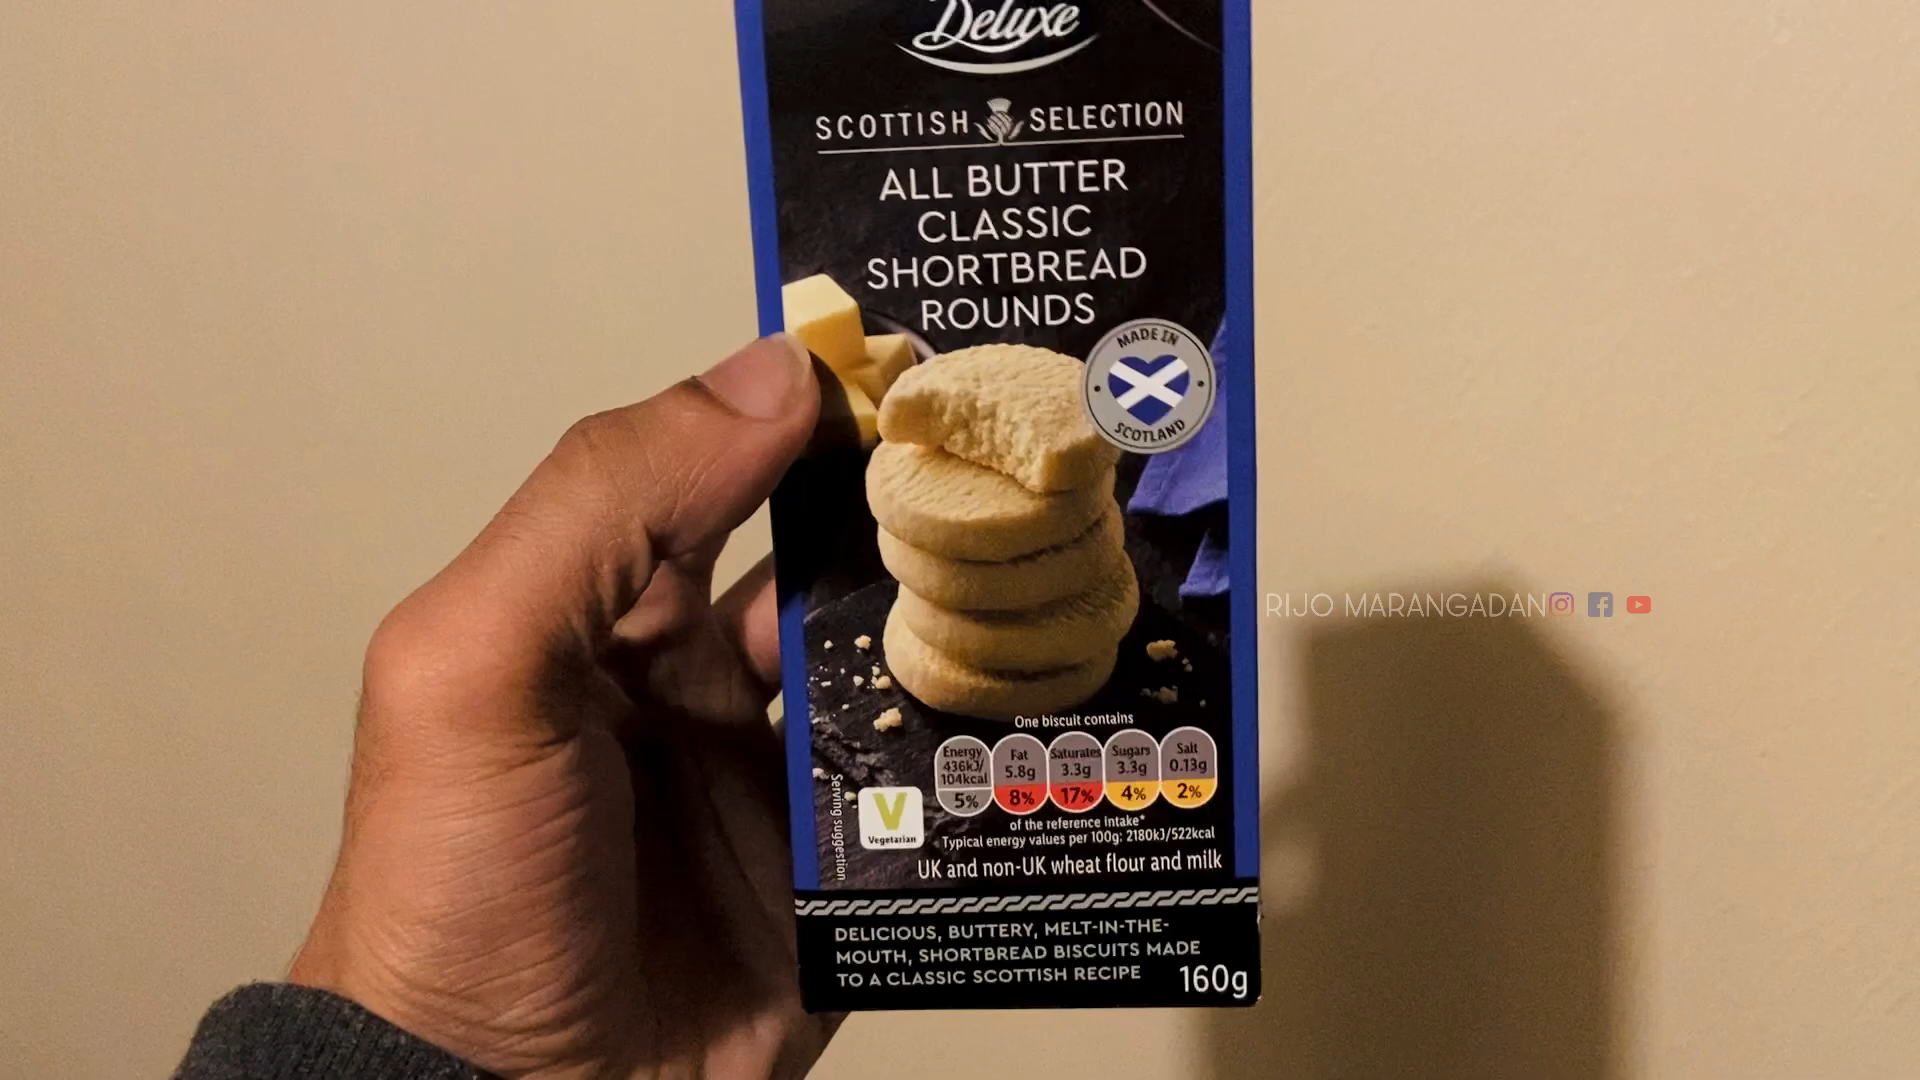 Deluxe
SCOTTISH SELECTION
ALL BUTTER
CLASSIC
SHORTBREAD
ROUNDS
MADE IN
SCOTLAND
RIJO MARANGADAN
One biscuit contains
Energy
436kJ/
104kcal
5%
Fat
5.8g
8%
Saturates
3.3g
17%
Sugars
3.3g
4%
Salt
0.13g
2%
of the reference intake*
Typical energy values per 100g: 2180kJ/522kcal
UK and non-UK wheat flour and milk
Serving suggestion
V
Vegetarian
DELICIOUS, BUTTERY, MELT-IN-THE-
MOUTH, SHORTBREAD BISCUITS MADE
TO A CLASSIC SCOTTISH RECIPE
160g